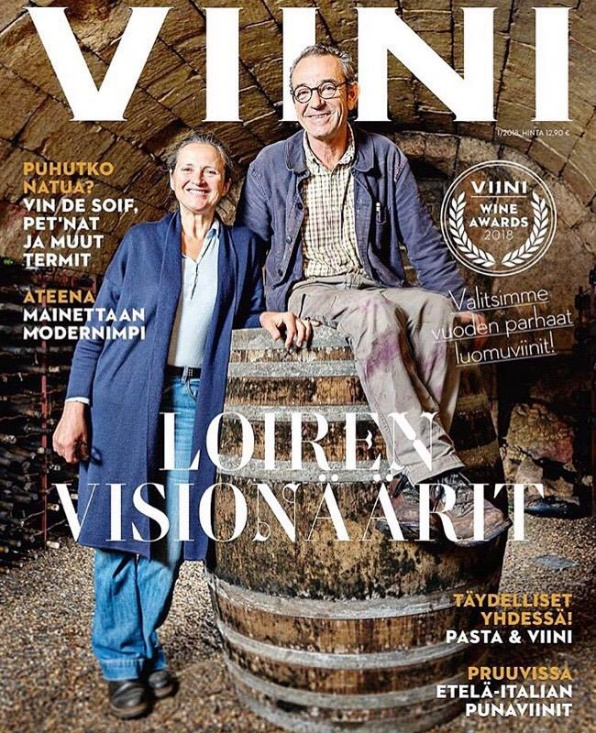 VIINI
1/2018, HINTA 12,90 €
PUHUTKO
NATUA?
VIN DE SOIF,
PET'NAT
JA MUUT
TERMIT
ATEENA
MAINETTAAN
MODERNIMPI
VIINI
WINE
AWARDS
2018
Valitsimme
vuoden parhaat
luomuviinit!
LOIREN
VISIONÄÄRIT
TÄYDELLISET
YHDESSÄ!
PASTA & VIINI
PRUUVISSA
ETELÄ-ITALIAN
PUNAVIINIT